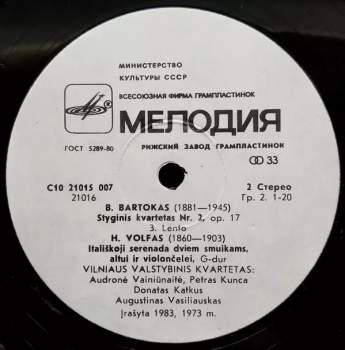 МИНИСТЕРСТВО
КУЛЬТУРЫ СССР
ВСЕСОЮЗНАЯ ФИРМА ГРАМПЛАСТИНОК
МЕЛОДИЯ
ГОСТ 5289-80
РИЖСКИЙ ЗАВОД ГРАМПЛАСТИНОК
33
С10 21015 007
2 Стерео
21016
Гр. 2. 1-20
B. BARTOKAS (1881—1945)
Styginis kvartetas Nr. 2, op. 17
3. Lento
H. VOLFAS (1860—1903)
Itališkoji serenada dviem smuikams,
altui ir violončelei, G-dur
VILNIAUS VALSTYBINIS KVARTETAS:
Audronė Vainiūnaitė, Petras Kunca
Donatas Katkus
Augustinas Vasiliauskas
Įrašyta 1983, 1973 m.